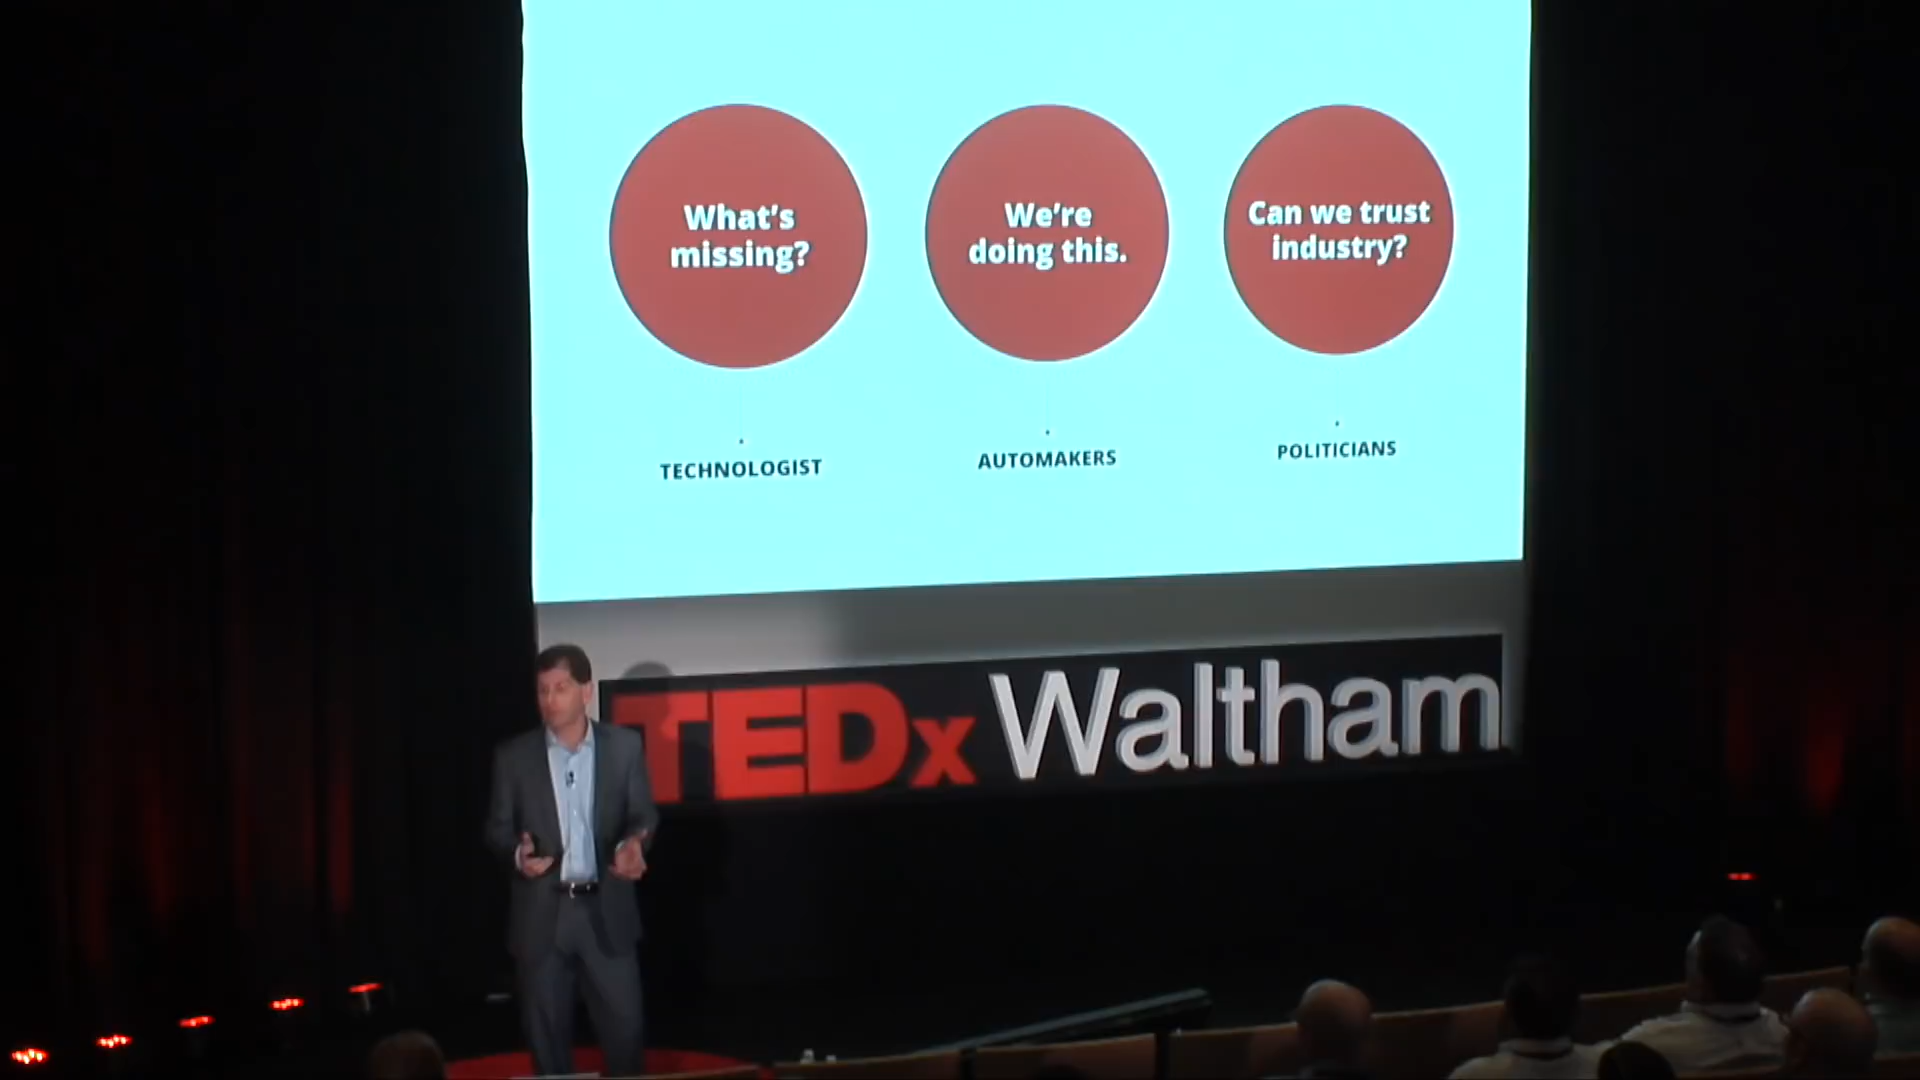 What's
missing?
We're
doing this.
Can we trust
industry?
TECHNOLOGIST
AUTOMAKERS
POLITICIANS
TEDx Waltham